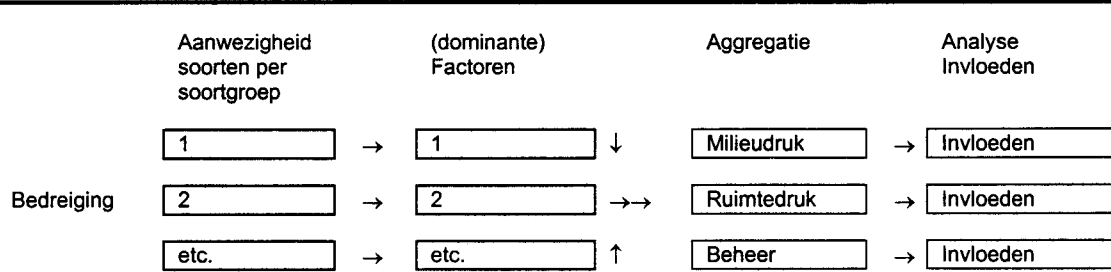 Aanwezigheid soorten per soortgroep
(dominante) Factoren
Aggregatie
Analyse Invloeden
1 → 1 ↓ Milieudruk → Invloeden
Bedreiging 2 → 2 →→ Ruimtedruk → Invloeden
etc. → etc. ↑ Beheer → Invloeden